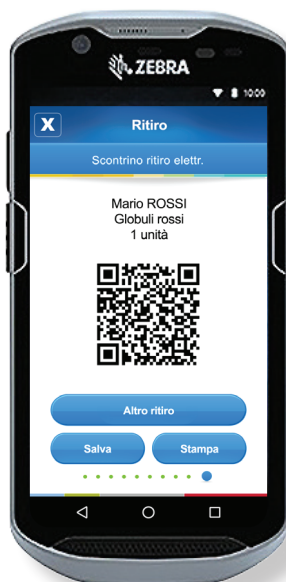 ZEBRA
10:00
X
Ritiro
Scontrino ritiro elettr.
Mario ROSSI
Globuli rossi
1 unità
Altro ritiro
Salva
Stampa